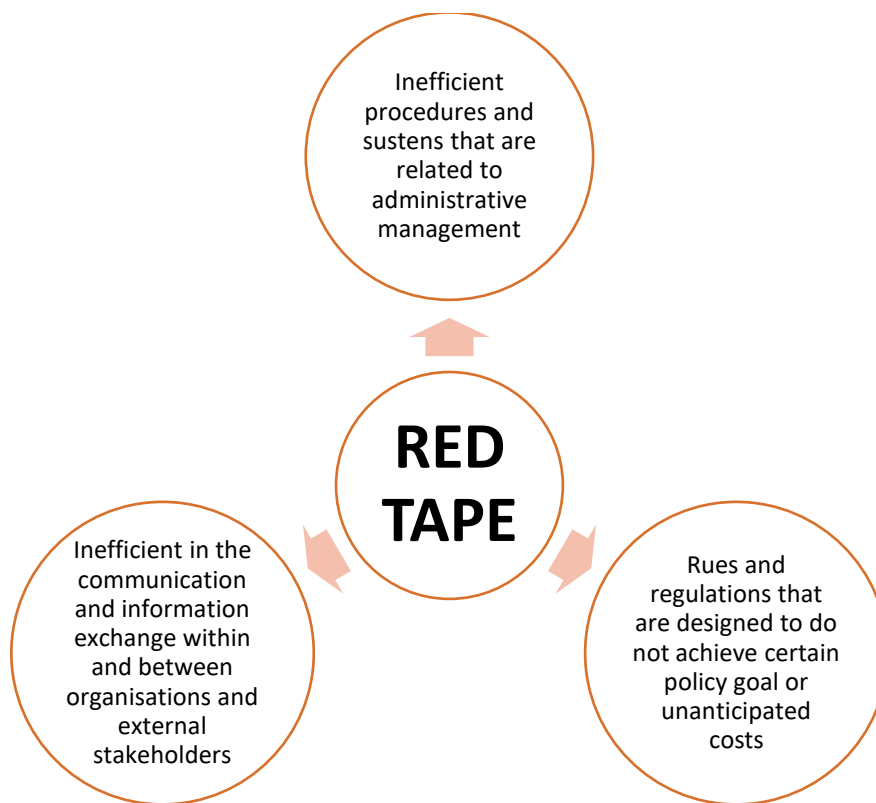 Inefficient
procedures and
sustens that are
related to
administrative
management
RED
TAPE
Inefficient in the
communication
and information
exchange within
and between
organisations and
external
stakeholders
Rues and
regulations that
are designed to do
not achieve certain
policy goal or
unanticipated
costs